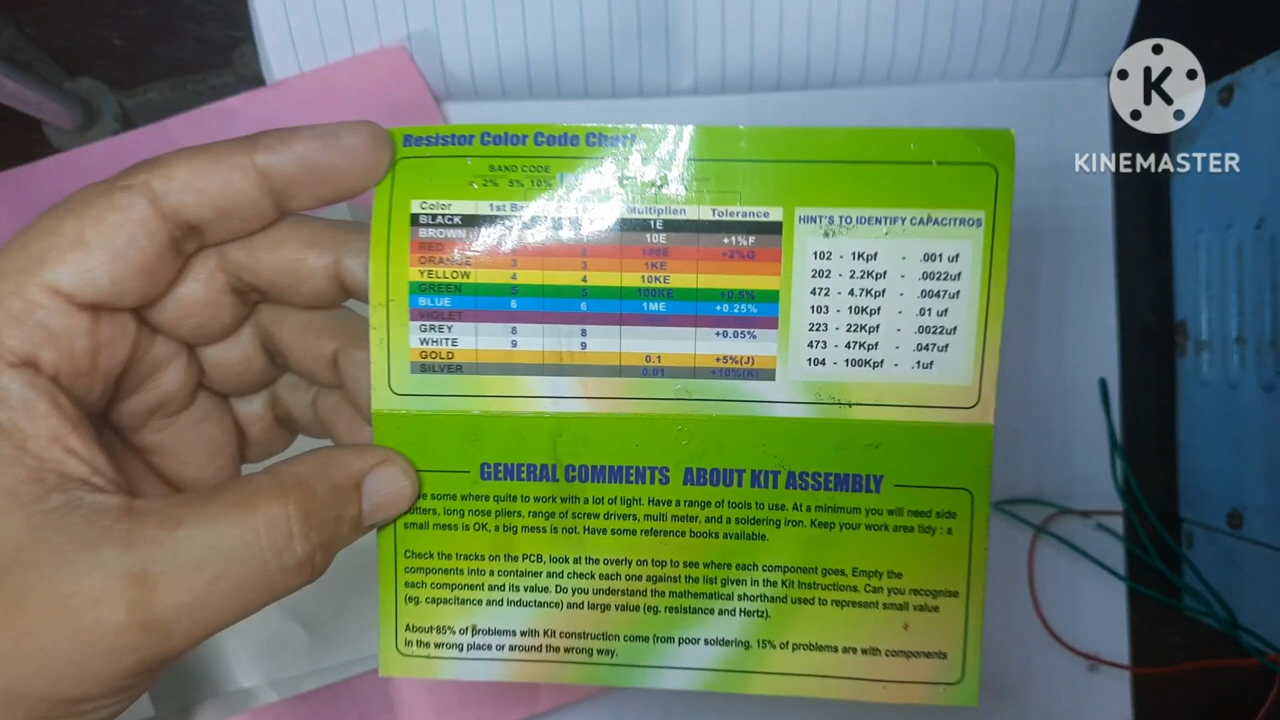 Resistor Color Code Chart
BAND CODE
2% 5% 10%
Color 1st Multiplien Tolerance
BLACK 1E
BROWN 10E +1%F
RED 2 100E +2%G
ORANGE 3 3 1KE
YELLOW 4 4 10KE
GREEN 5 5 100KE +0.5%
BLUE 6 6 1ME +0.25%
VIOLET
GREY 8 8 +0.05%
WHITE 9 9
GOLD 0.1 +5%(J)
SILVER 0.01 +10%(K)
HINT'S TO IDENTIFY CAPACITROS
102 - 1Kpf - .001 uf
202 - 2.2Kpf - .0022uf
472 - 4.7Kpf - .0047uf
103 - 10Kpf - .01 uf
223 - 22Kpf - .0022uf
473 - 47Kpf - .047uf
104 - 100Kpf - .1uf
GENERAL COMMENTS ABOUT KIT ASSEMBLY
some where quite to work with a lot of light. Have a range of tools to use. At a minimum you will need side
cutters, long nose pliers, range of screw drivers, multi meter, and a soldering iron. Keep your work area tidy : a
small mess is OK, a big mess is not. Have some reference books available.
Check the tracks on the PCB, look at the overly on top to see where each component goes, Empty the
components into a container and check each one against the list given in the Kit Instructions. Can you recognise
each component and its value. Do you understand the mathematical shorthand used to represent small value
(eg. capacitance and inductance) and large value (eg. resistance and Hertz).
About 85% of problems with Kit construction come from poor soldering. 15% of problems are with components
in the wrong place or around the wrong way.
K
KINEMASTER